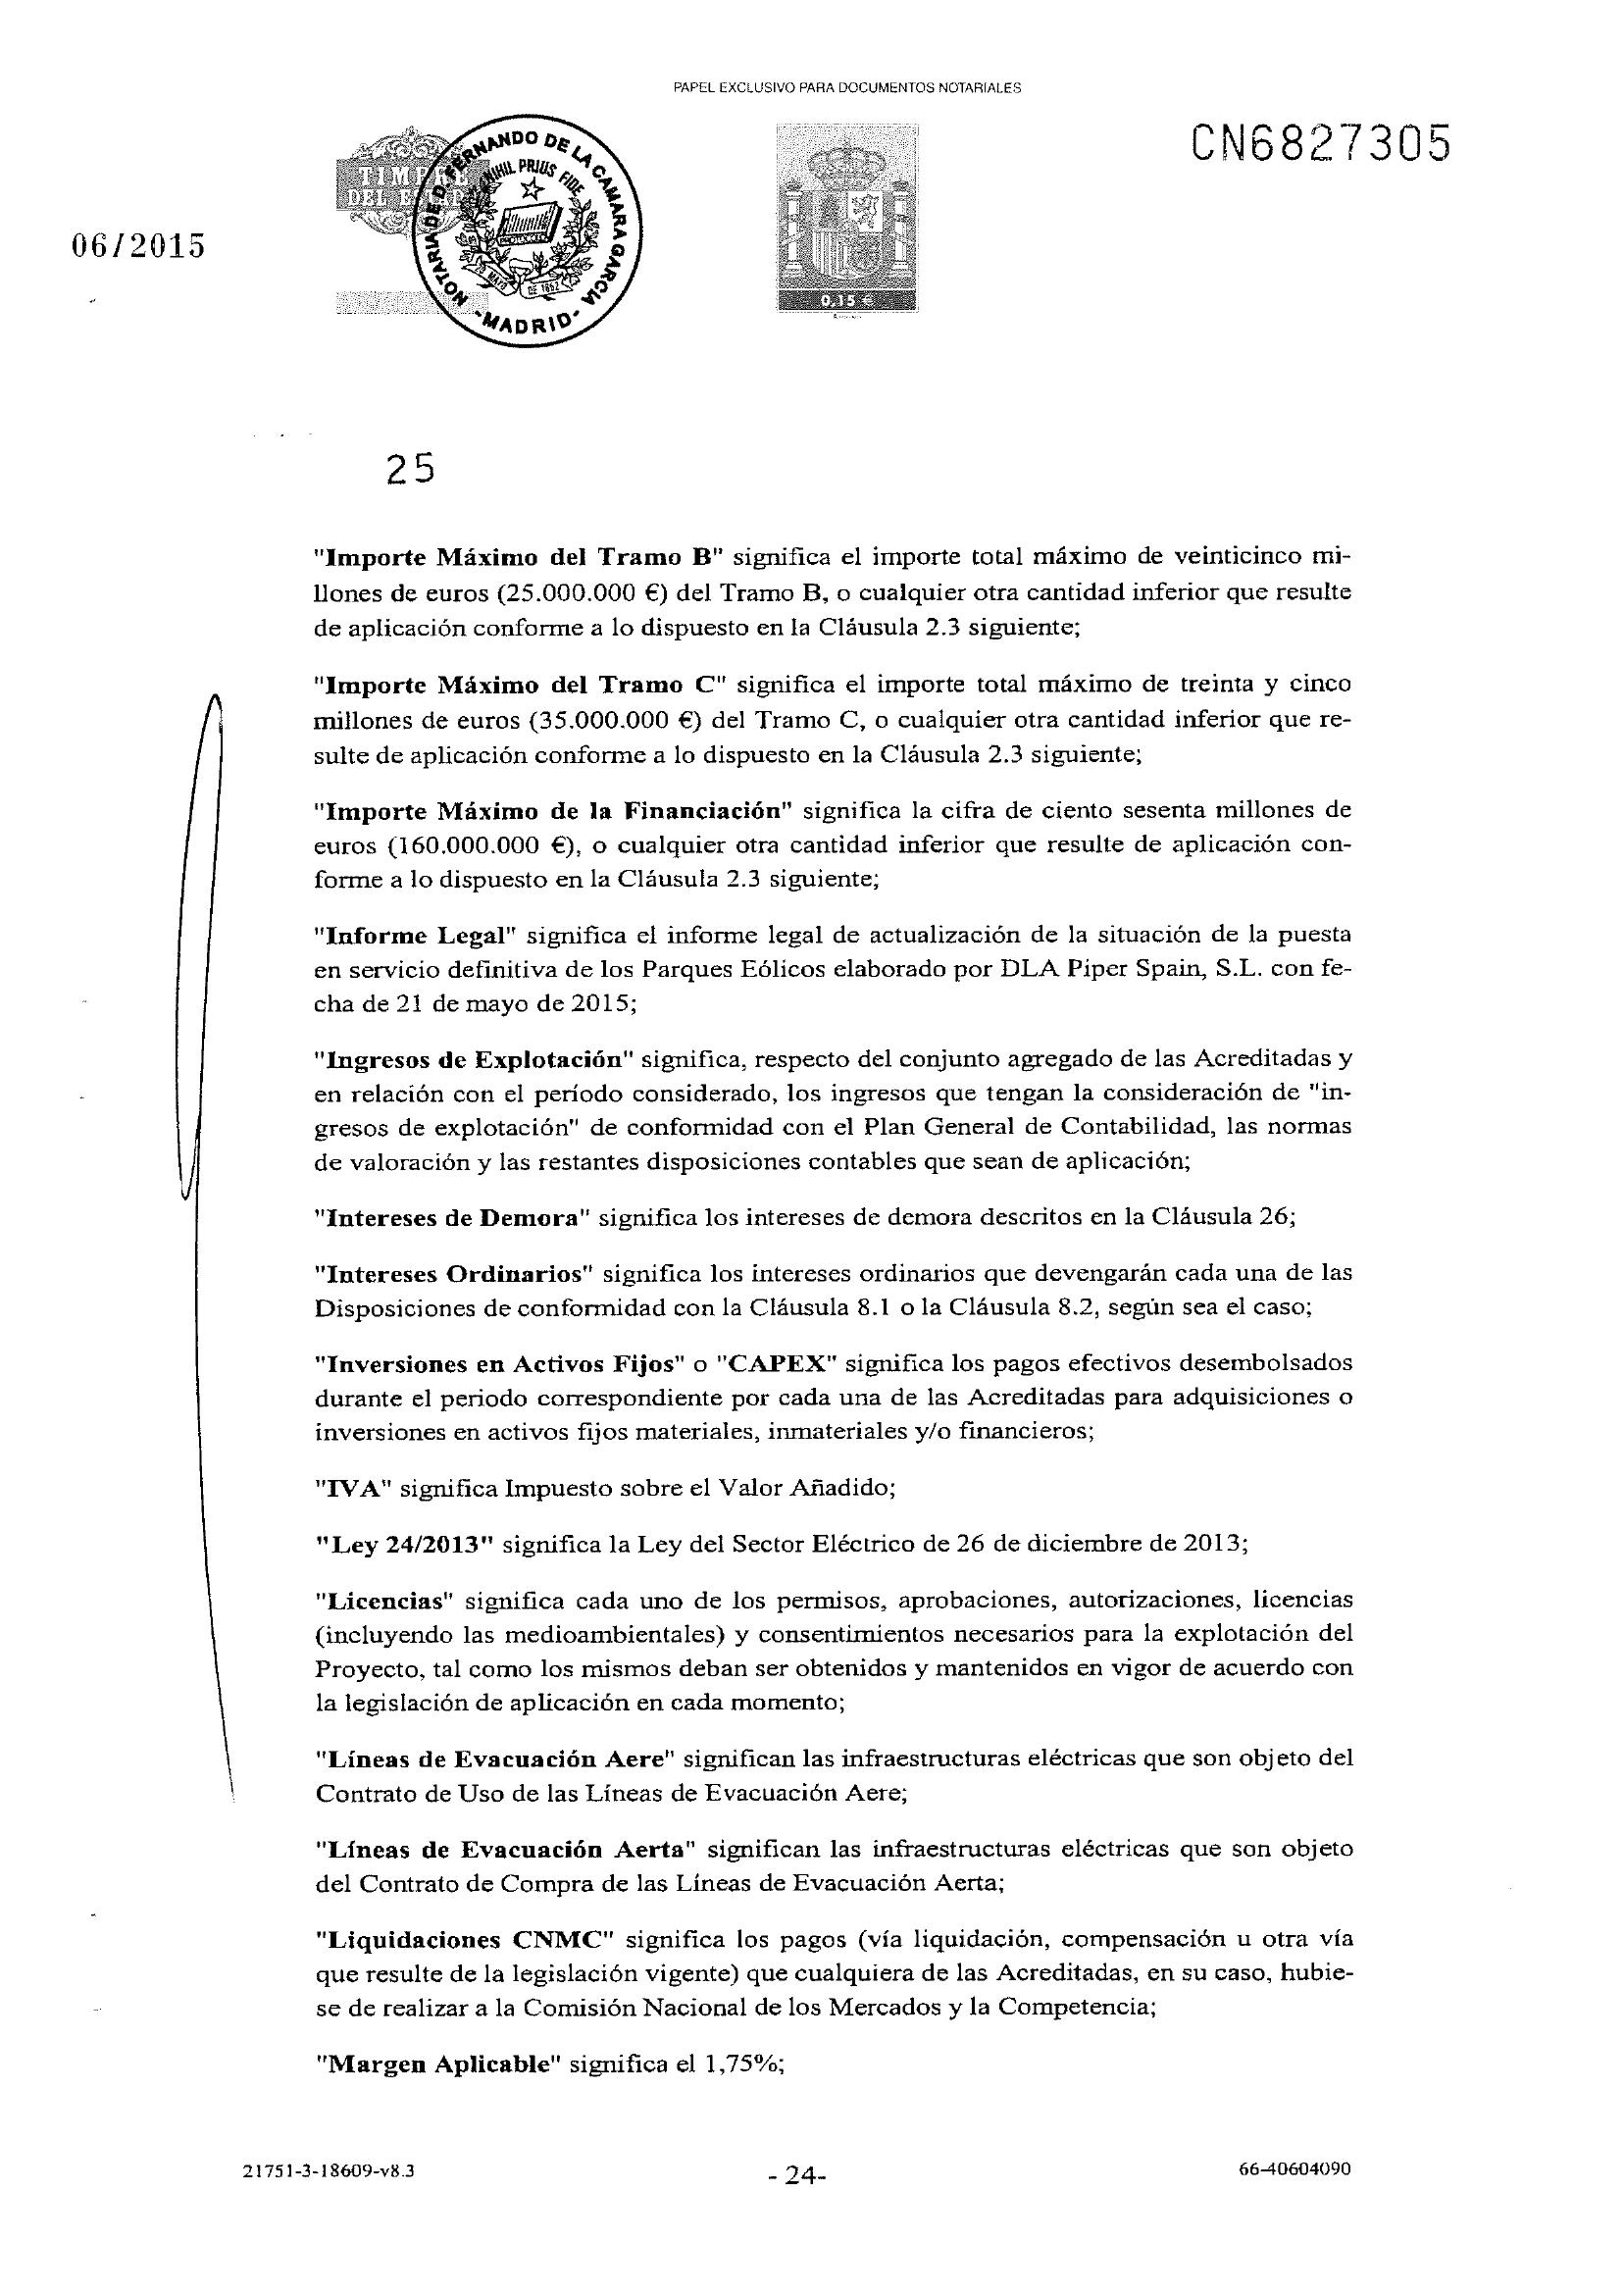 PAPEL EXCLUSIVO PARA DOCUMENTOS NOTARIALES
CN6827305
TIMBRE
DEL ESTADO
NOTARIA DE D. FERNANDO DE LA CAMARA GARCIA
NIHIL PRIUS FIDE
-MADRID-
0,15 €
06/2015
25
"Importe Máximo del Tramo B" significa el importe total máximo de veinticinco mi-
llones de euros (25.000.000 €) del Tramo B, o cualquier otra cantidad inferior que resulte
de aplicación conforme a lo dispuesto en la Cláusula 2.3 siguiente;
"Importe Máximo del Tramo C" significa el importe total máximo de treinta y cinco
millones de euros (35.000.000 €) del Tramo C, o cualquier otra cantidad inferior que re-
sulte de aplicación conforme a lo dispuesto en la Cláusula 2.3 siguiente;
"Importe Máximo de la Financiación" significa la cifra de ciento sesenta millones de
euros (160.000.000 €), o cualquier otra cantidad inferior que resulte de aplicación con-
forme a lo dispuesto en la Cláusula 2.3 siguiente;
"Informe Legal" significa el informe legal de actualización de la situación de la puesta
en servicio definitiva de los Parques Eólicos elaborado por DLA Piper Spain, S.L. con fe-
cha de 21 de mayo de 2015;
"Ingresos de Explotación" significa, respecto del conjunto agregado de las Acreditadas y
en relación con el período considerado, los ingresos que tengan la consideración de "in-
gresos de explotación" de conformidad con el Plan General de Contabilidad, las normas
de valoración y las restantes disposiciones contables que sean de aplicación;
"Intereses de Demora" significa los intereses de demora descritos en la Cláusula 26;
"Intereses Ordinarios" significa los intereses ordinarios que devengarán cada una de las
Disposiciones de conformidad con la Cláusula 8.1 o la Cláusula 8.2, según sea el caso;
"Inversiones en Activos Fijos" o "CAPEX" significa los pagos efectivos desembolsados
durante el periodo correspondiente por cada una de las Acreditadas para adquisiciones o
inversiones en activos fijos materiales, inmateriales y/o financieros;
"IVA" significa Impuesto sobre el Valor Añadido;
"Ley 24/2013" significa la Ley del Sector Eléctrico de 26 de diciembre de 2013;
"Licencias" significa cada uno de los permisos, aprobaciones, autorizaciones, licencias
(incluyendo las medioambientales) y consentimientos necesarios para la explotación del
Proyecto, tal como los mismos deban ser obtenidos y mantenidos en vigor de acuerdo con
la legislación de aplicación en cada momento;
"Líneas de Evacuación Aere" significan las infraestructuras eléctricas que son objeto del
Contrato de Uso de las Líneas de Evacuación Aere;
"Líneas de Evacuación Aerta" significan las infraestructuras eléctricas que son objeto
del Contrato de Compra de las Líneas de Evacuación Aerta;
"Liquidaciones CNMC" significa los pagos (vía liquidación, compensación u otra vía
que resulte de la legislación vigente) que cualquiera de las Acreditadas, en su caso, hubie-
se de realizar a la Comisión Nacional de los Mercados y la Competencia;
"Margen Aplicable" significa el 1,75%;
21751-3-18609-v8.3
- 24-
66-40604090